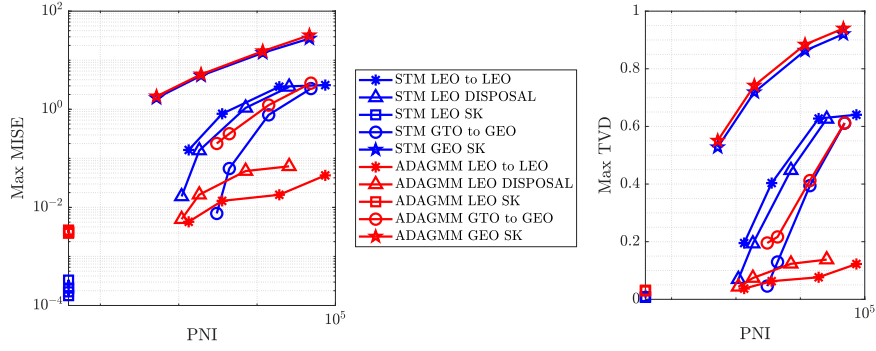 10^2
10^0
10^-2
10^-4
Max MISE
10^5
PNI
STM LEO to LEO
STM LEO DISPOSAL
STM LEO SK
STM GTO to GEO
STM GEO SK
ADAGMM LEO to LEO
ADAGMM LEO DISPOSAL
ADAGMM LEO SK
ADAGMM GTO to GEO
ADAGMM GEO SK
1
0.8
0.6
0.4
0.2
0
Max TVD
10^5
PNI